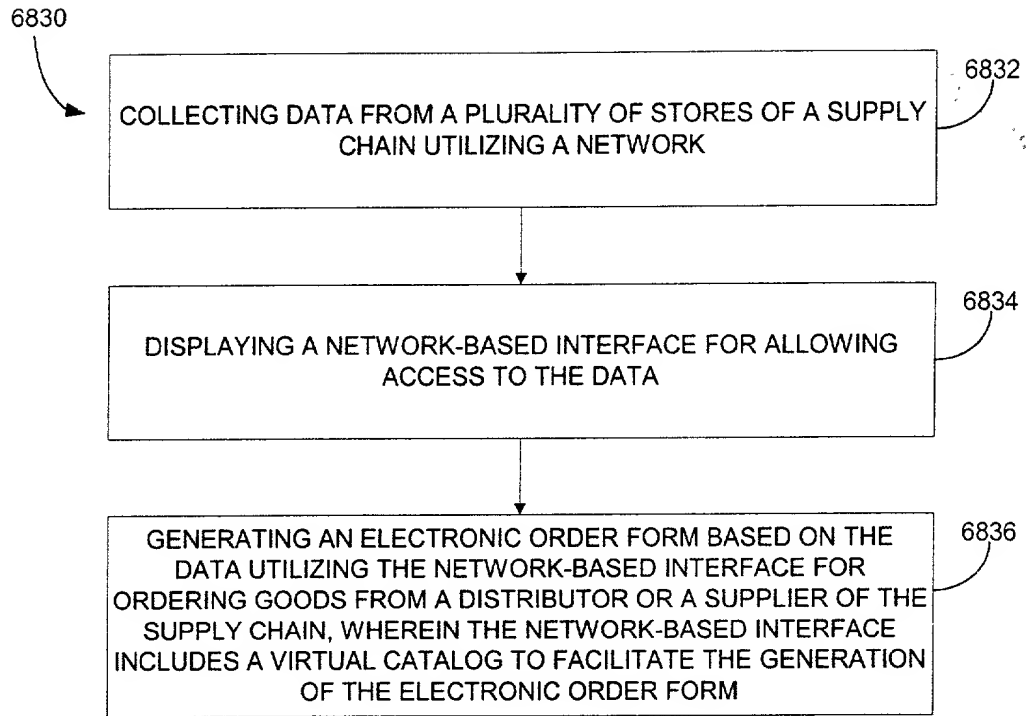 6830
6832
COLLECTING DATA FROM A PLURALITY OF STORES OF A SUPPLY
CHAIN UTILIZING A NETWORK
6834
DISPLAYING A NETWORK-BASED INTERFACE FOR ALLOWING
ACCESS TO THE DATA
6836
GENERATING AN ELECTRONIC ORDER FORM BASED ON THE
DATA UTILIZING THE NETWORK-BASED INTERFACE FOR
ORDERING GOODS FROM A DISTRIBUTOR OR A SUPPLIER OF THE
SUPPLY CHAIN, WHEREIN THE NETWORK-BASED INTERFACE
INCLUDES A VIRTUAL CATALOG TO FACILITATE THE GENERATION
OF THE ELECTRONIC ORDER FORM